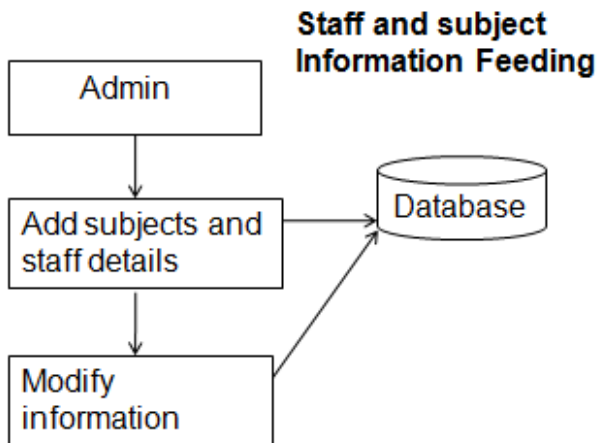 Staff and subject
Information Feeding
Admin
Add subjects and
staff details
Database
Modify
information